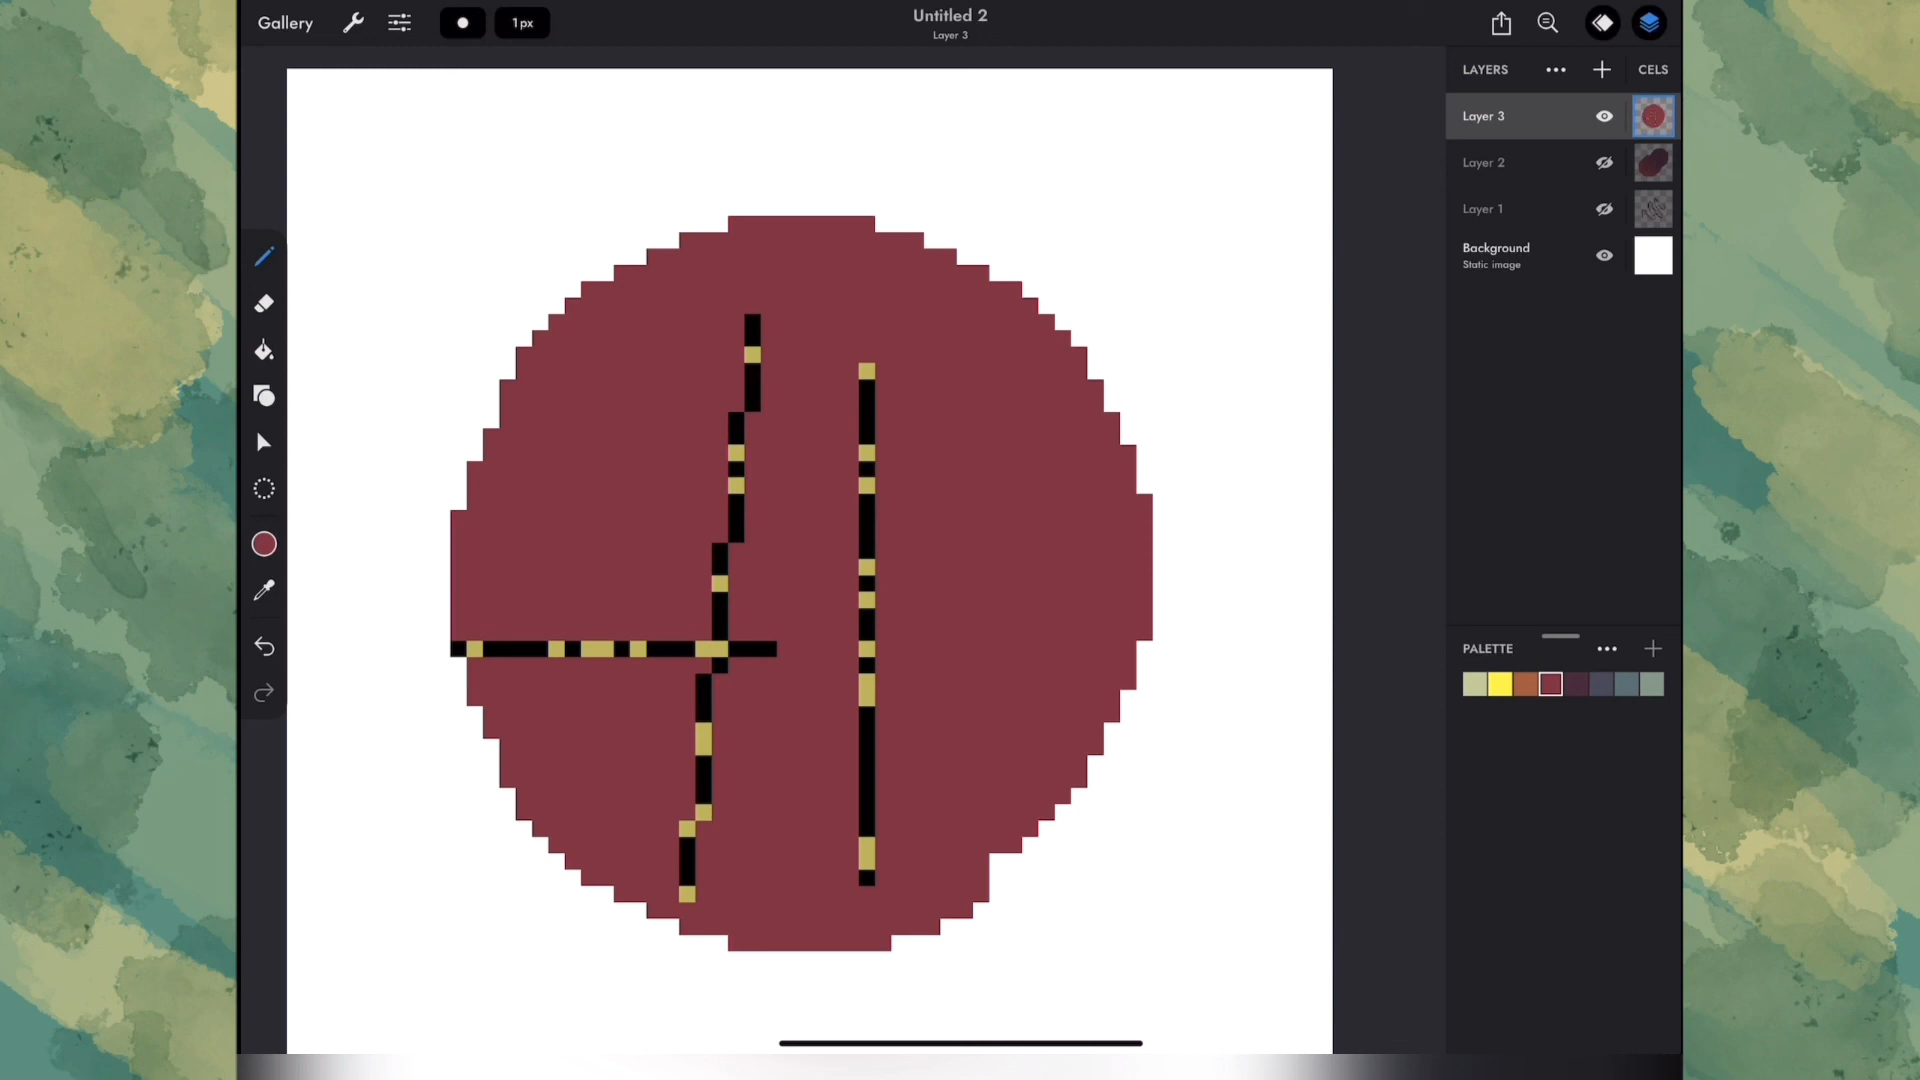 Gallery
1px
Untitled 2
Layer 3
LAYERS
CELS
Layer 3
Layer 2
Layer 1
Background
Static image
PALETTE